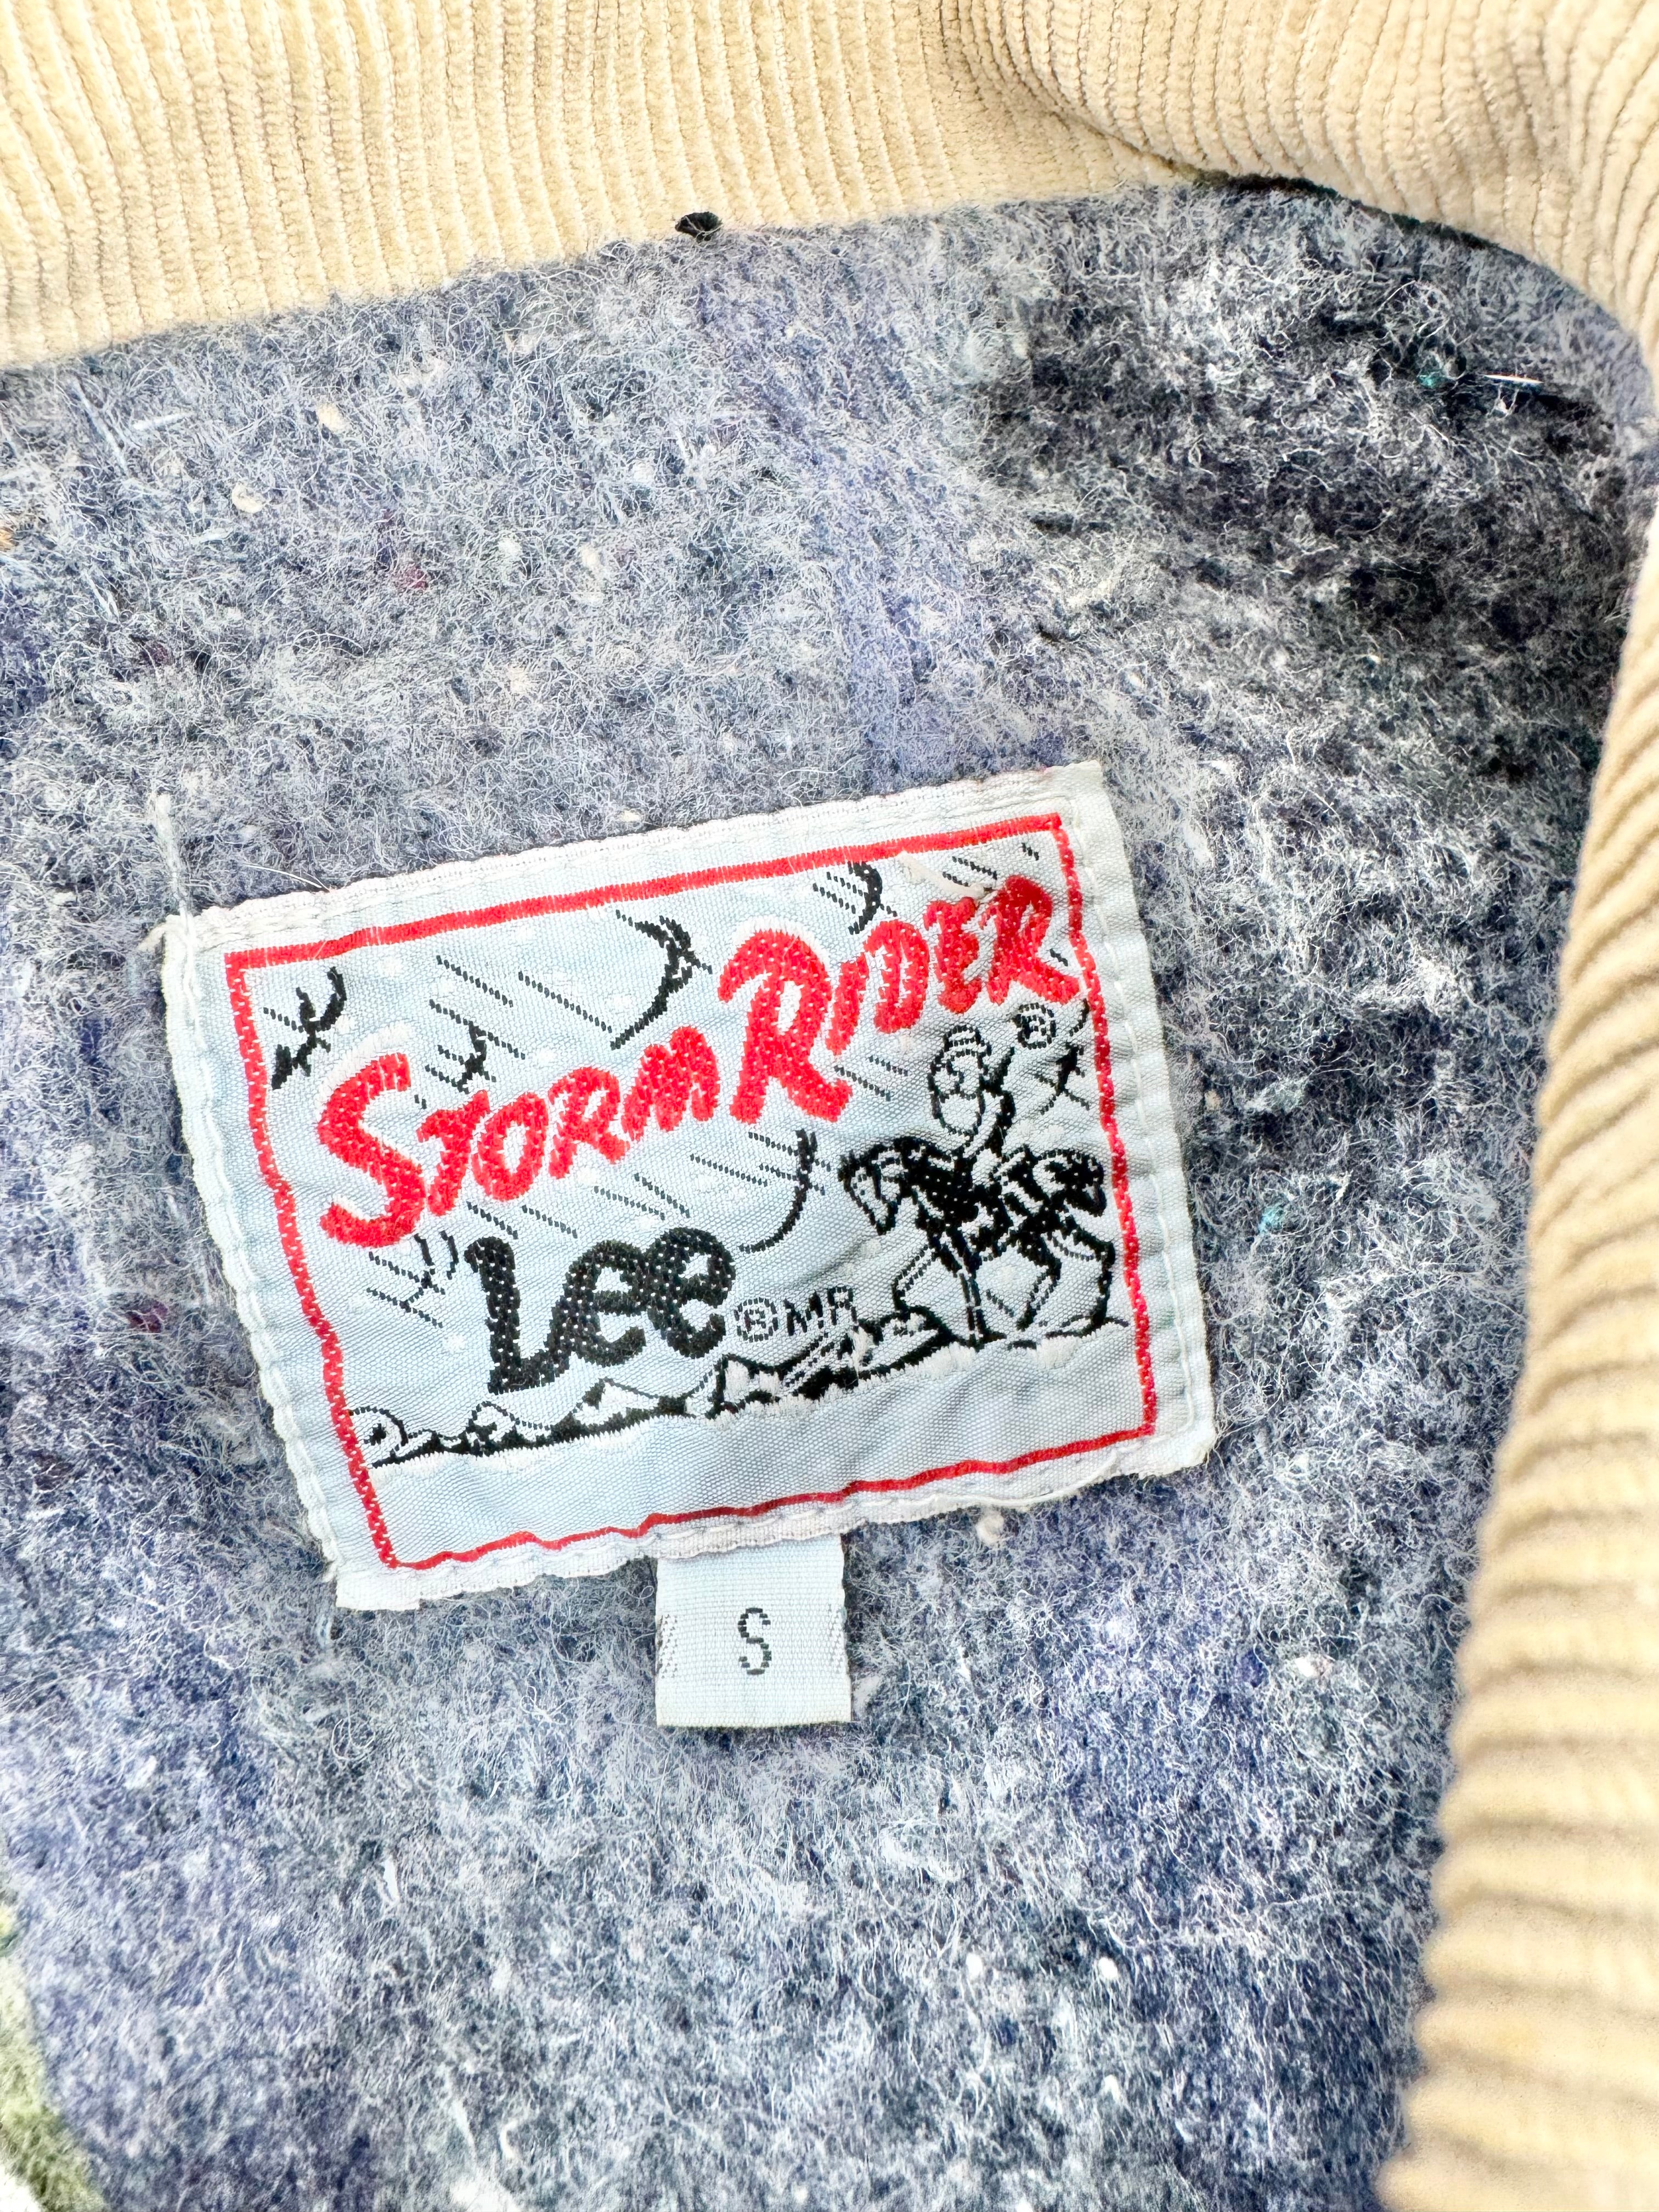 STORM RIDER ®
Lee ® MR
S